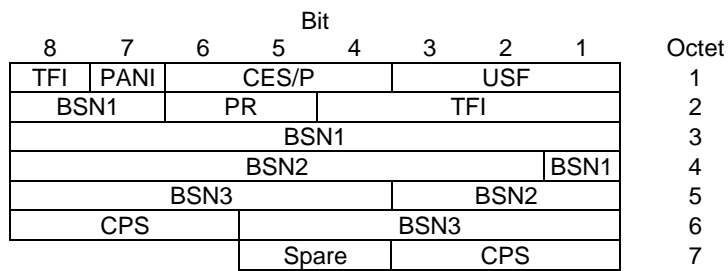 Bit
8 7 6 5 4 3 2 1 Octet
TFI PANI CES/P USF 1
BSN1 PR TFI 2
BSN1 3
BSN2 BSN1 4
BSN3 BSN2 5
CPS BSN3 6
Spare CPS 7